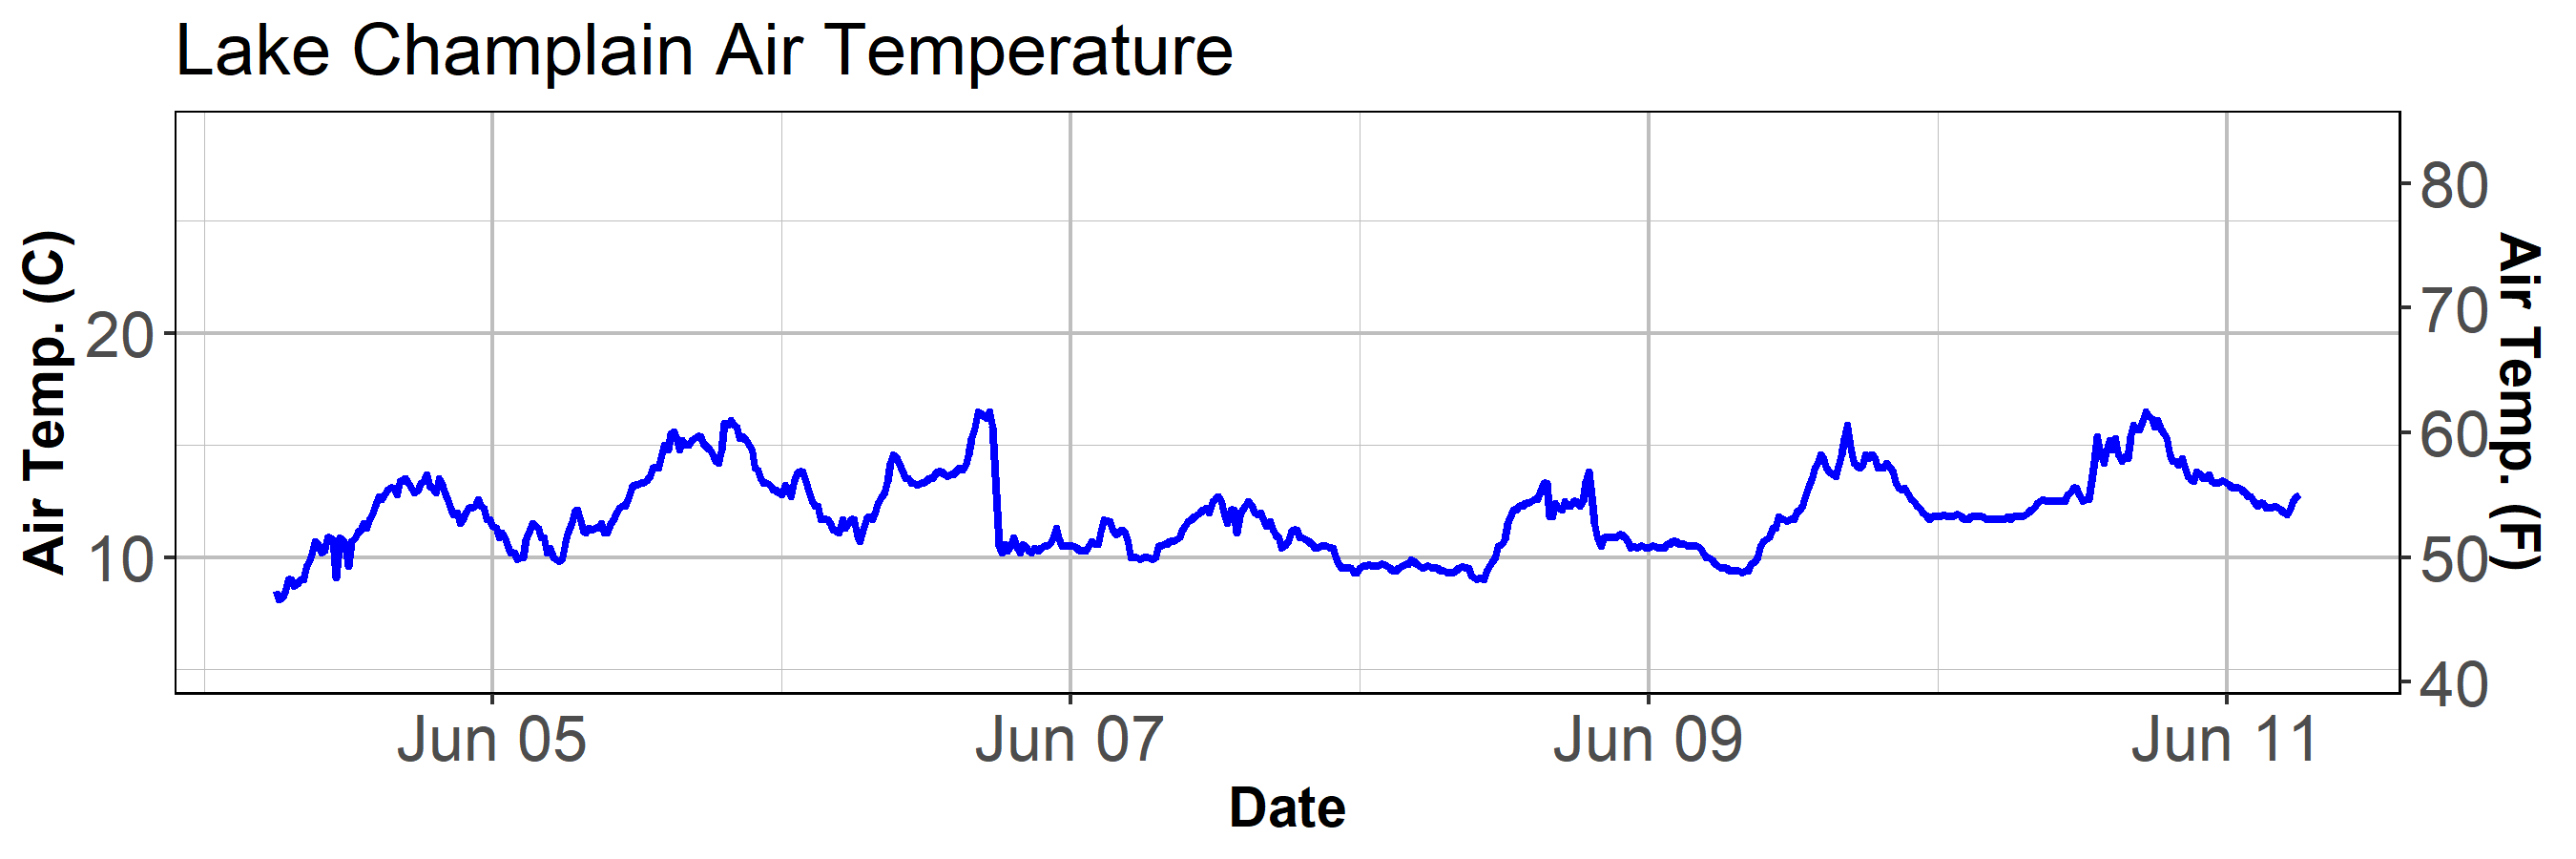 Lake Champlain Air Temperature
Air Temp. (C)
20
10
80
70
60
50
40
Air Temp. (F)
Jun 05 Jun 07 Jun 09 Jun 11
Date